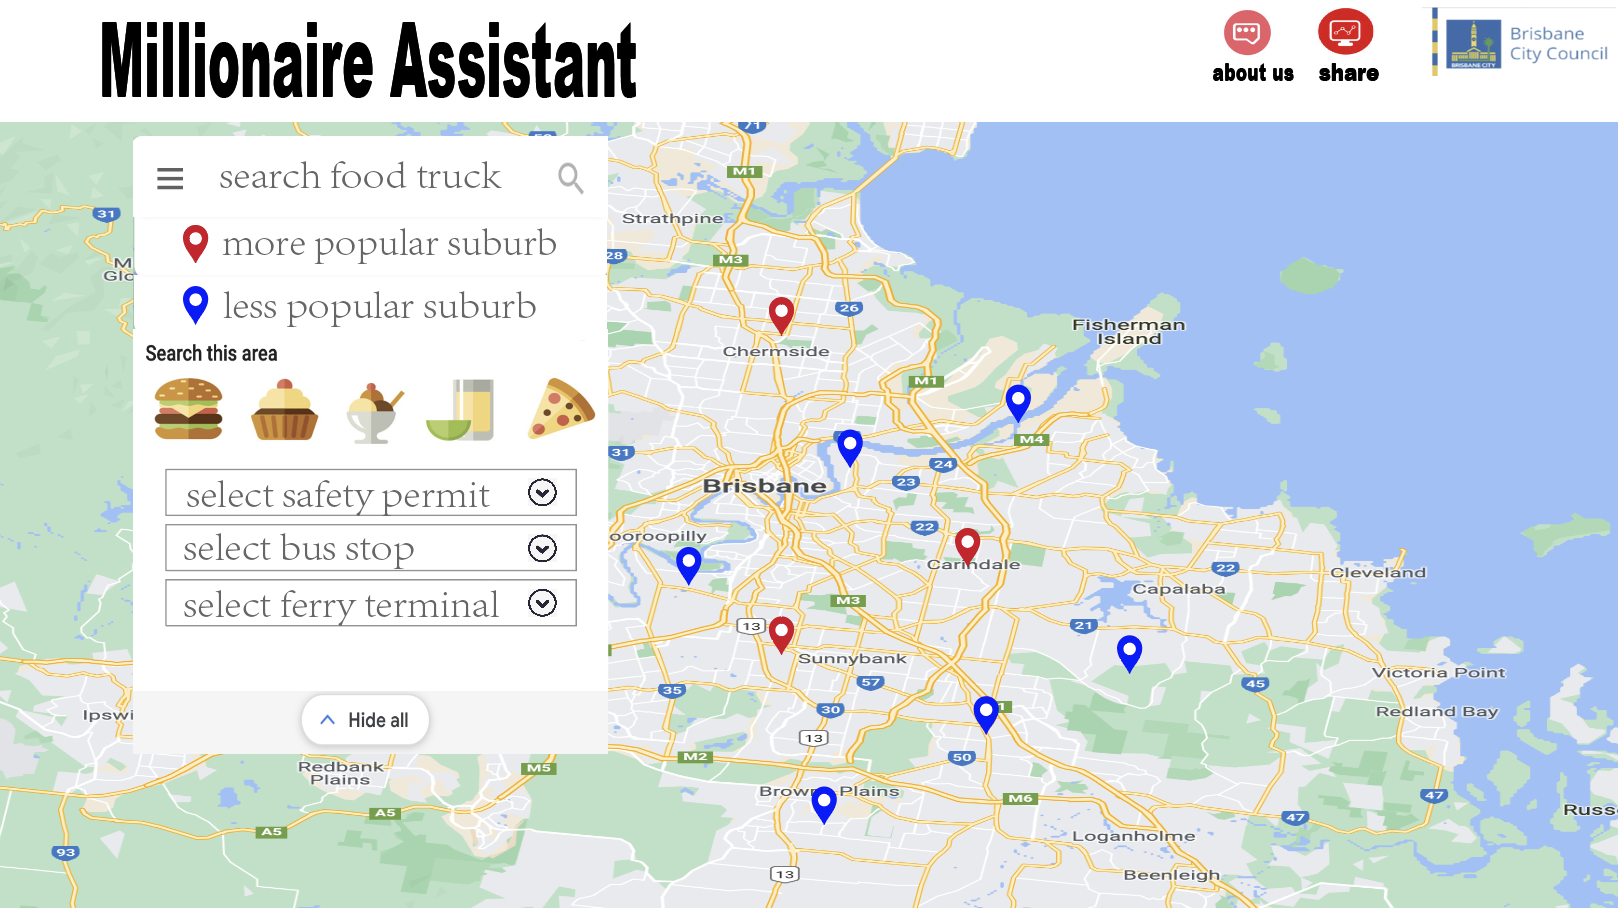 Millionaire Assistant
about us
share
BRISBANE CITY
Brisbane
City Council
search food truck
more popular suburb
less popular suburb
Search this area
select safety permit
select bus stop
select ferry terminal
Hide all
71
M1
31
Strathpine
M3
28
26
Chermside
Fisherman
Island
M1
M4
31
24
23
Brisbane
22
ooroopilly
Carindale
22
Cleveland
Capalaba
M3
13
21
Sunnybank
Victoria Point
57
45
35
30
Redland Bay
Ipswi
1
13
50
M2
Redbank
Plains
M5
Browns Plains
47
M6
Russ
A5
47
A5
Loganholme
93
13
Beenleigh